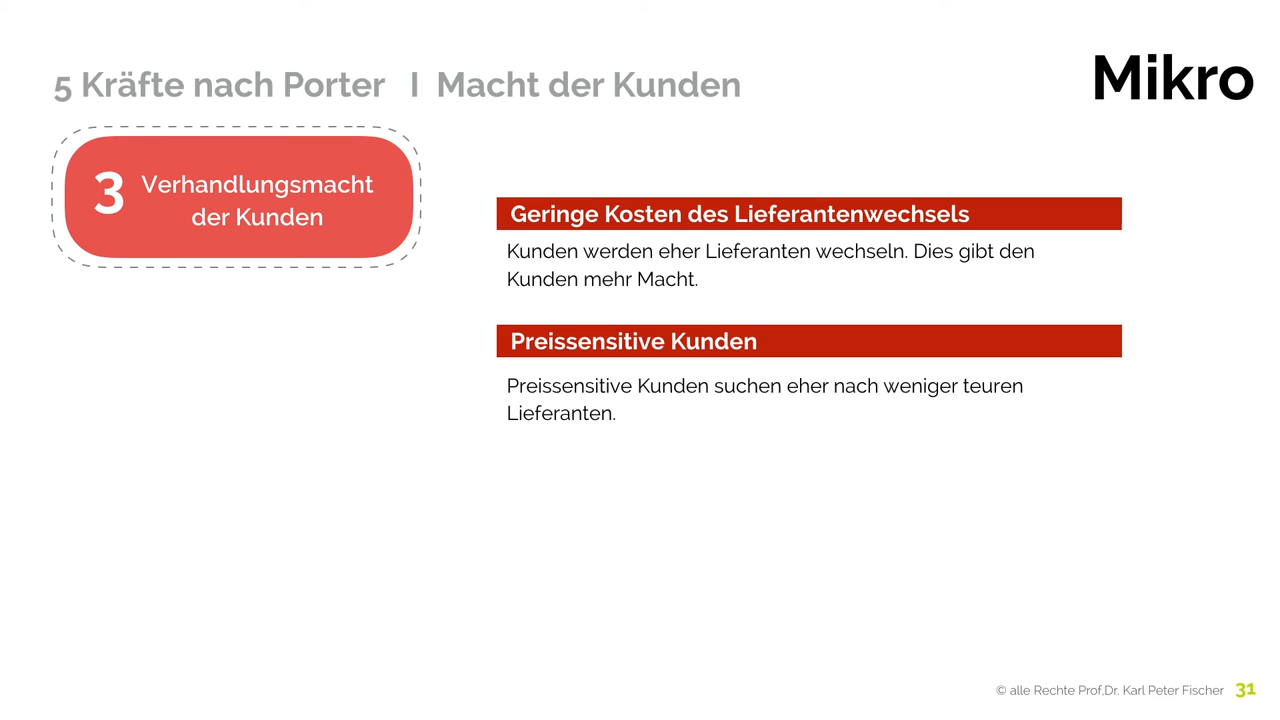 5 Kräfte nach Porter I Macht der Kunden
Mikro
3 Verhandlungsmacht
der Kunden
Geringe Kosten des Lieferantenwechsels
Kunden werden eher Lieferanten wechseln. Dies gibt den
Kunden mehr Macht.
Preissensitive Kunden
Preissensitive Kunden suchen eher nach weniger teuren
Lieferanten.
© alle Rechte Prof.Dr. Karl Peter Fischer 31